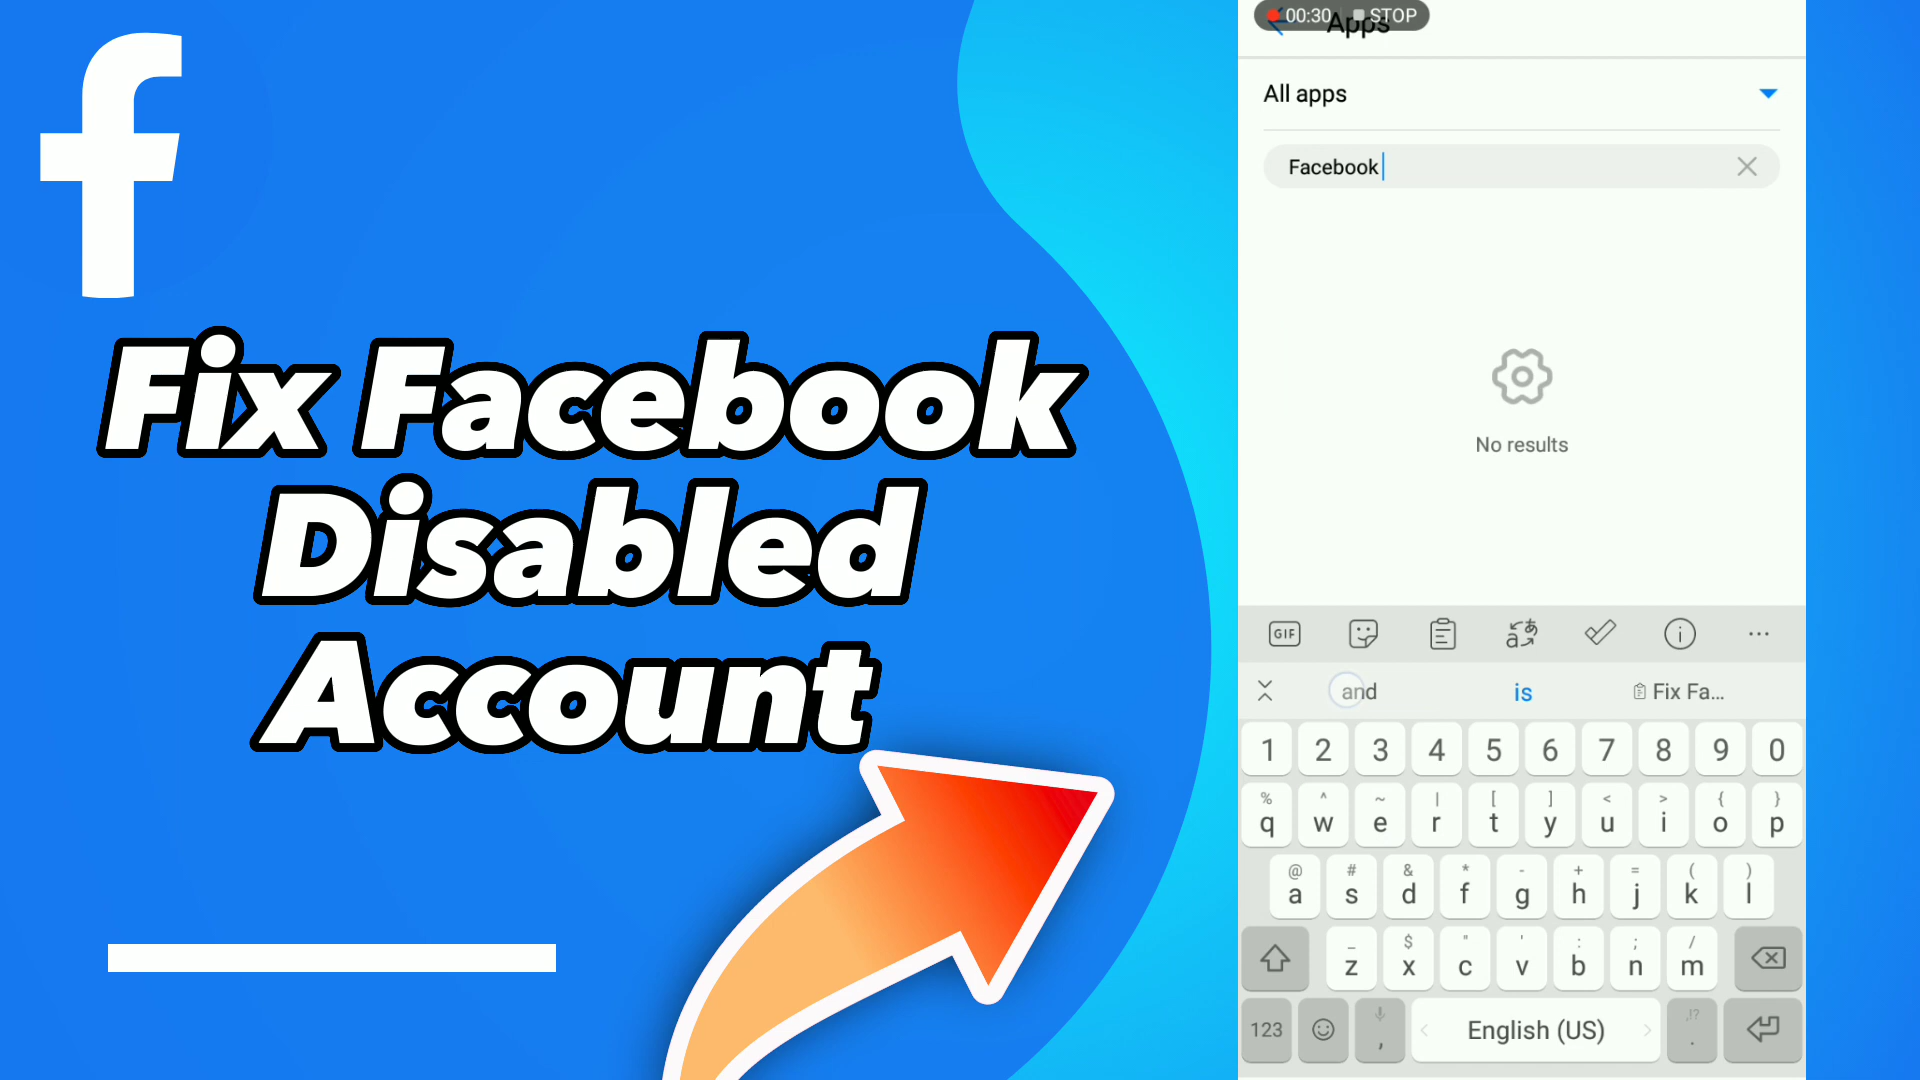 Fix Facebook
Disabled
Account
00:30 STOP
Apps
All apps
Facebook
No results
GIF
and is Fix Fa...
1 2 3 4 5 6 7 8 9 0
% ^ ~ | [ ] < > { }
q w e r t y u i o p
@ # & * - + = ( )
a s d f g h j k l
_ $ " ' : ; /
z x c v b n m
,!?
123 , English (US) .